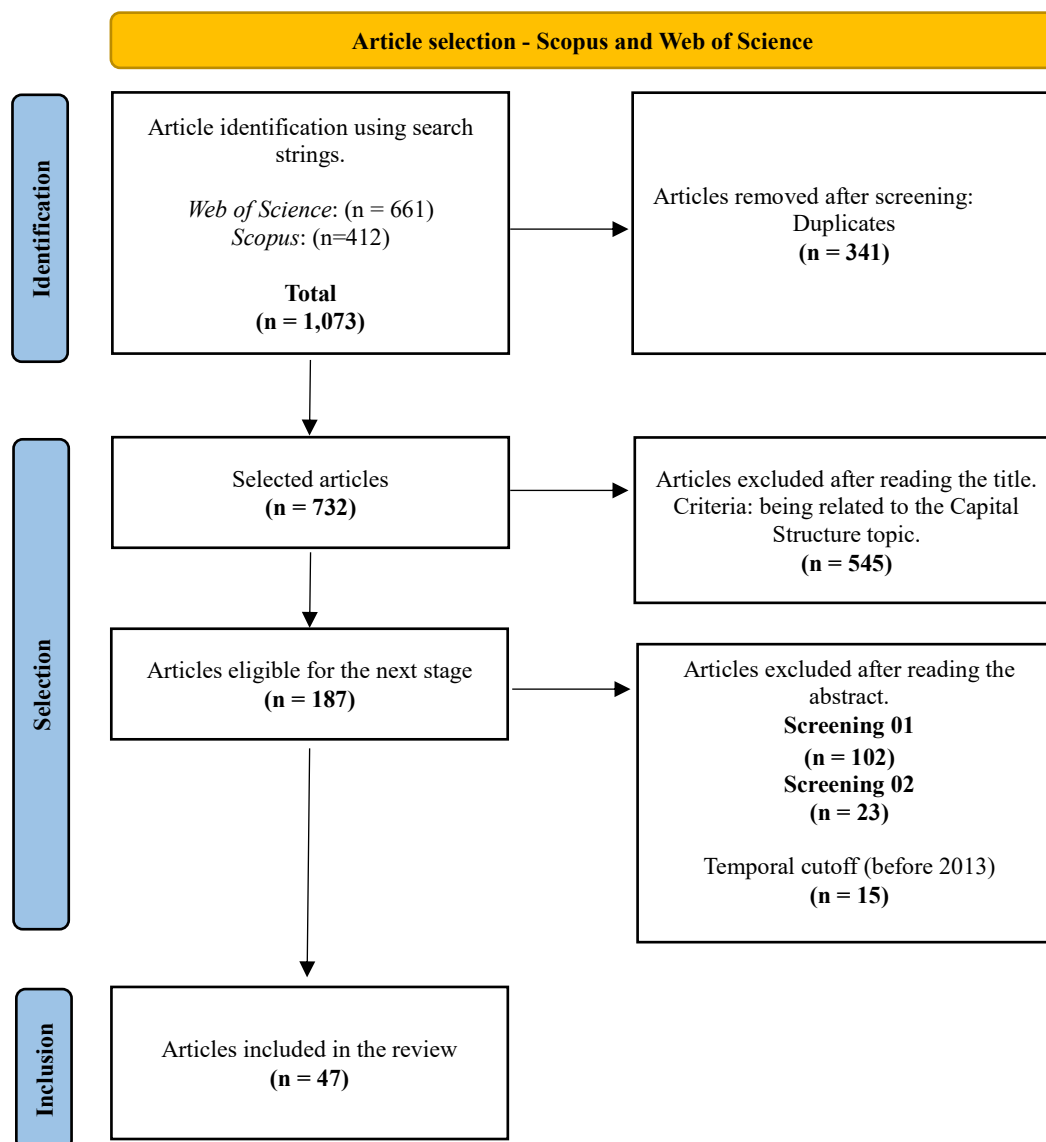 Article selection - Scopus and Web of Science
Identification
Article identification using search
strings.
Web of Science: (n = 661)
Scopus: (n=412)
Total
(n = 1,073)
Articles removed after screening:
Duplicates
(n = 341)
Selection
Selected articles
(n = 732)
Articles excluded after reading the title.
Criteria: being related to the Capital
Structure topic.
(n = 545)
Articles eligible for the next stage
(n = 187)
Articles excluded after reading the
abstract.
Screening 01
(n = 102)
Screening 02
(n = 23)
Temporal cutoff (before 2013)
(n = 15)
Inclusion
Articles included in the review
(n = 47)